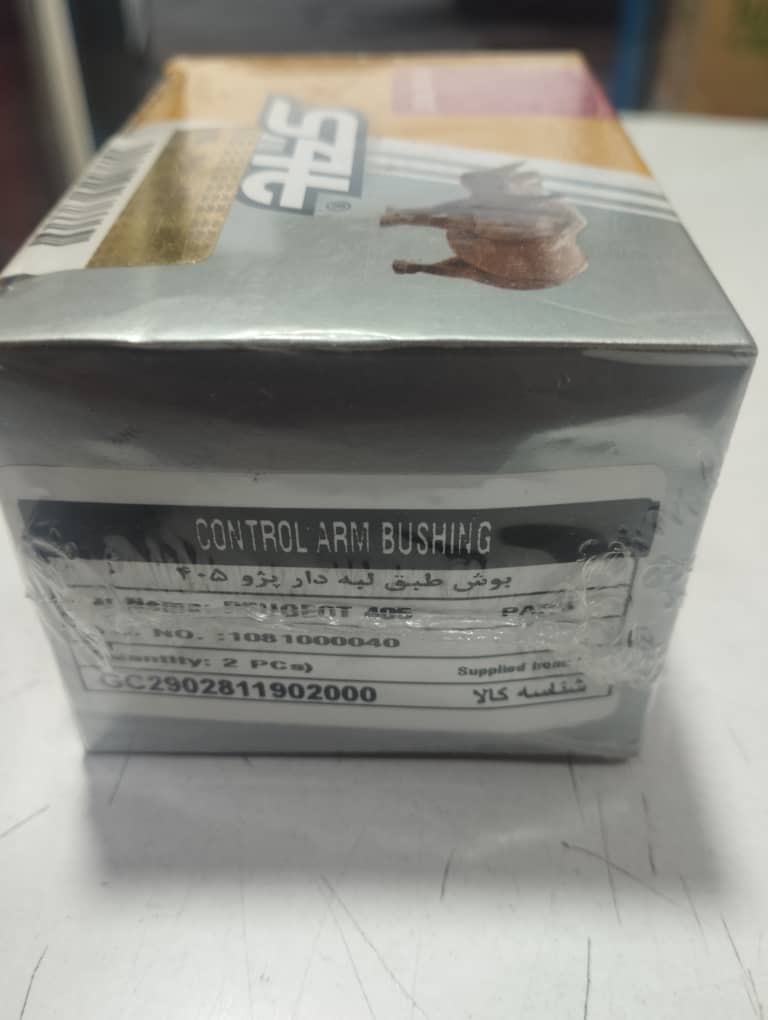 CONTROL ARM BUSHING
بوش طبق لبه دار پژو ۴۰۵
PEUGEOT 405
NO. :1081000040
2 PCs)
Supplied from:
GC2902811902000 شناسه کالا